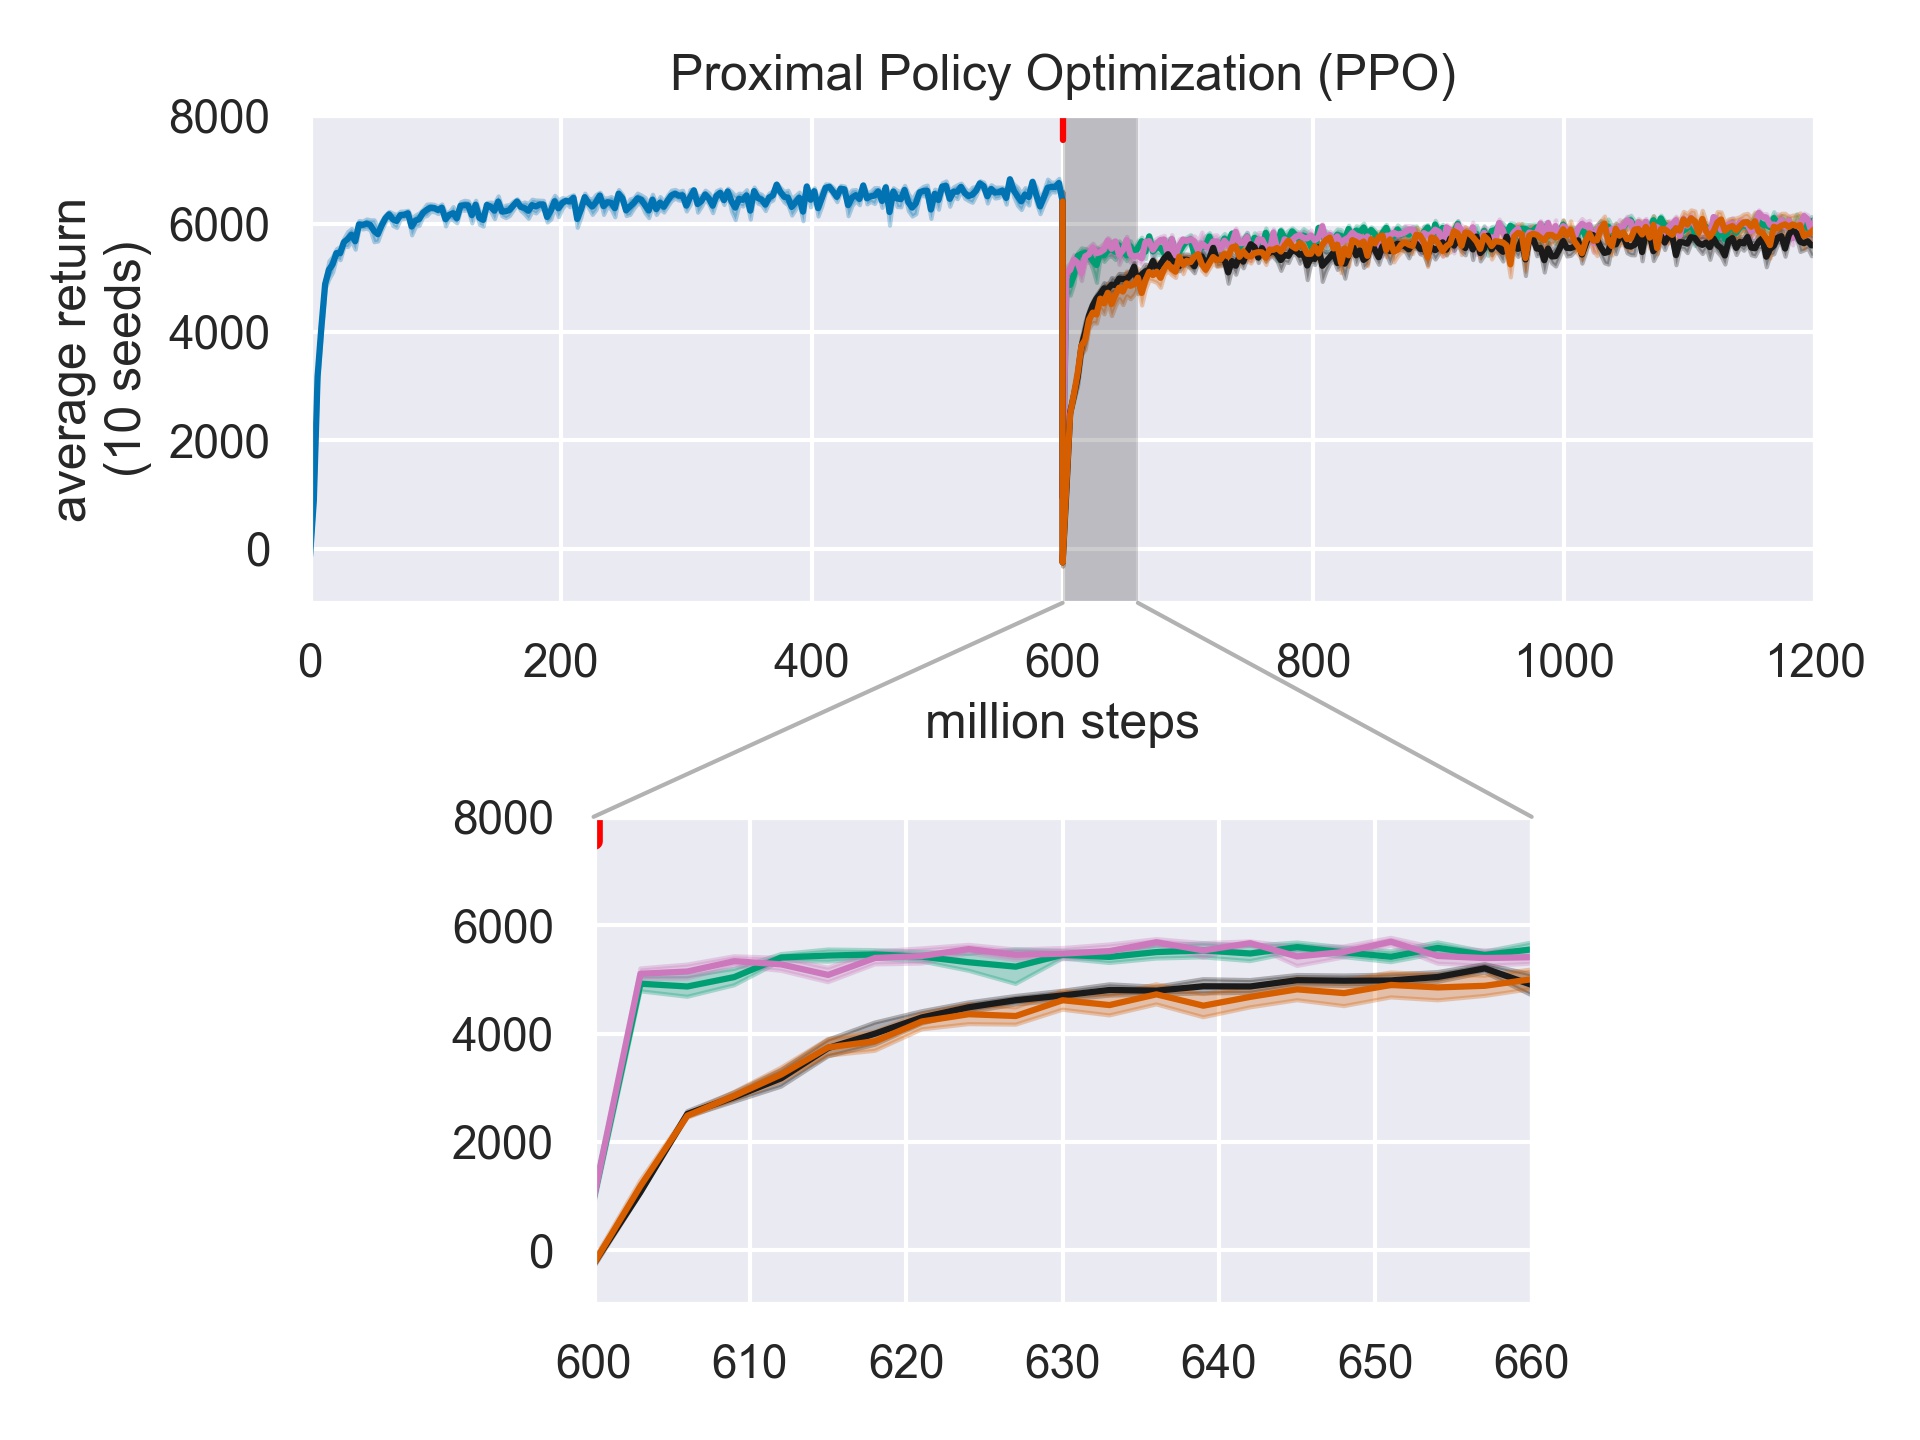 Proximal Policy Optimization (PPO)
average return
(10 seeds)
8000
6000
4000
2000
0
0 200 400 600 800 1000 1200
million steps
8000
6000
4000
2000
0
600 610 620 630 640 650 660